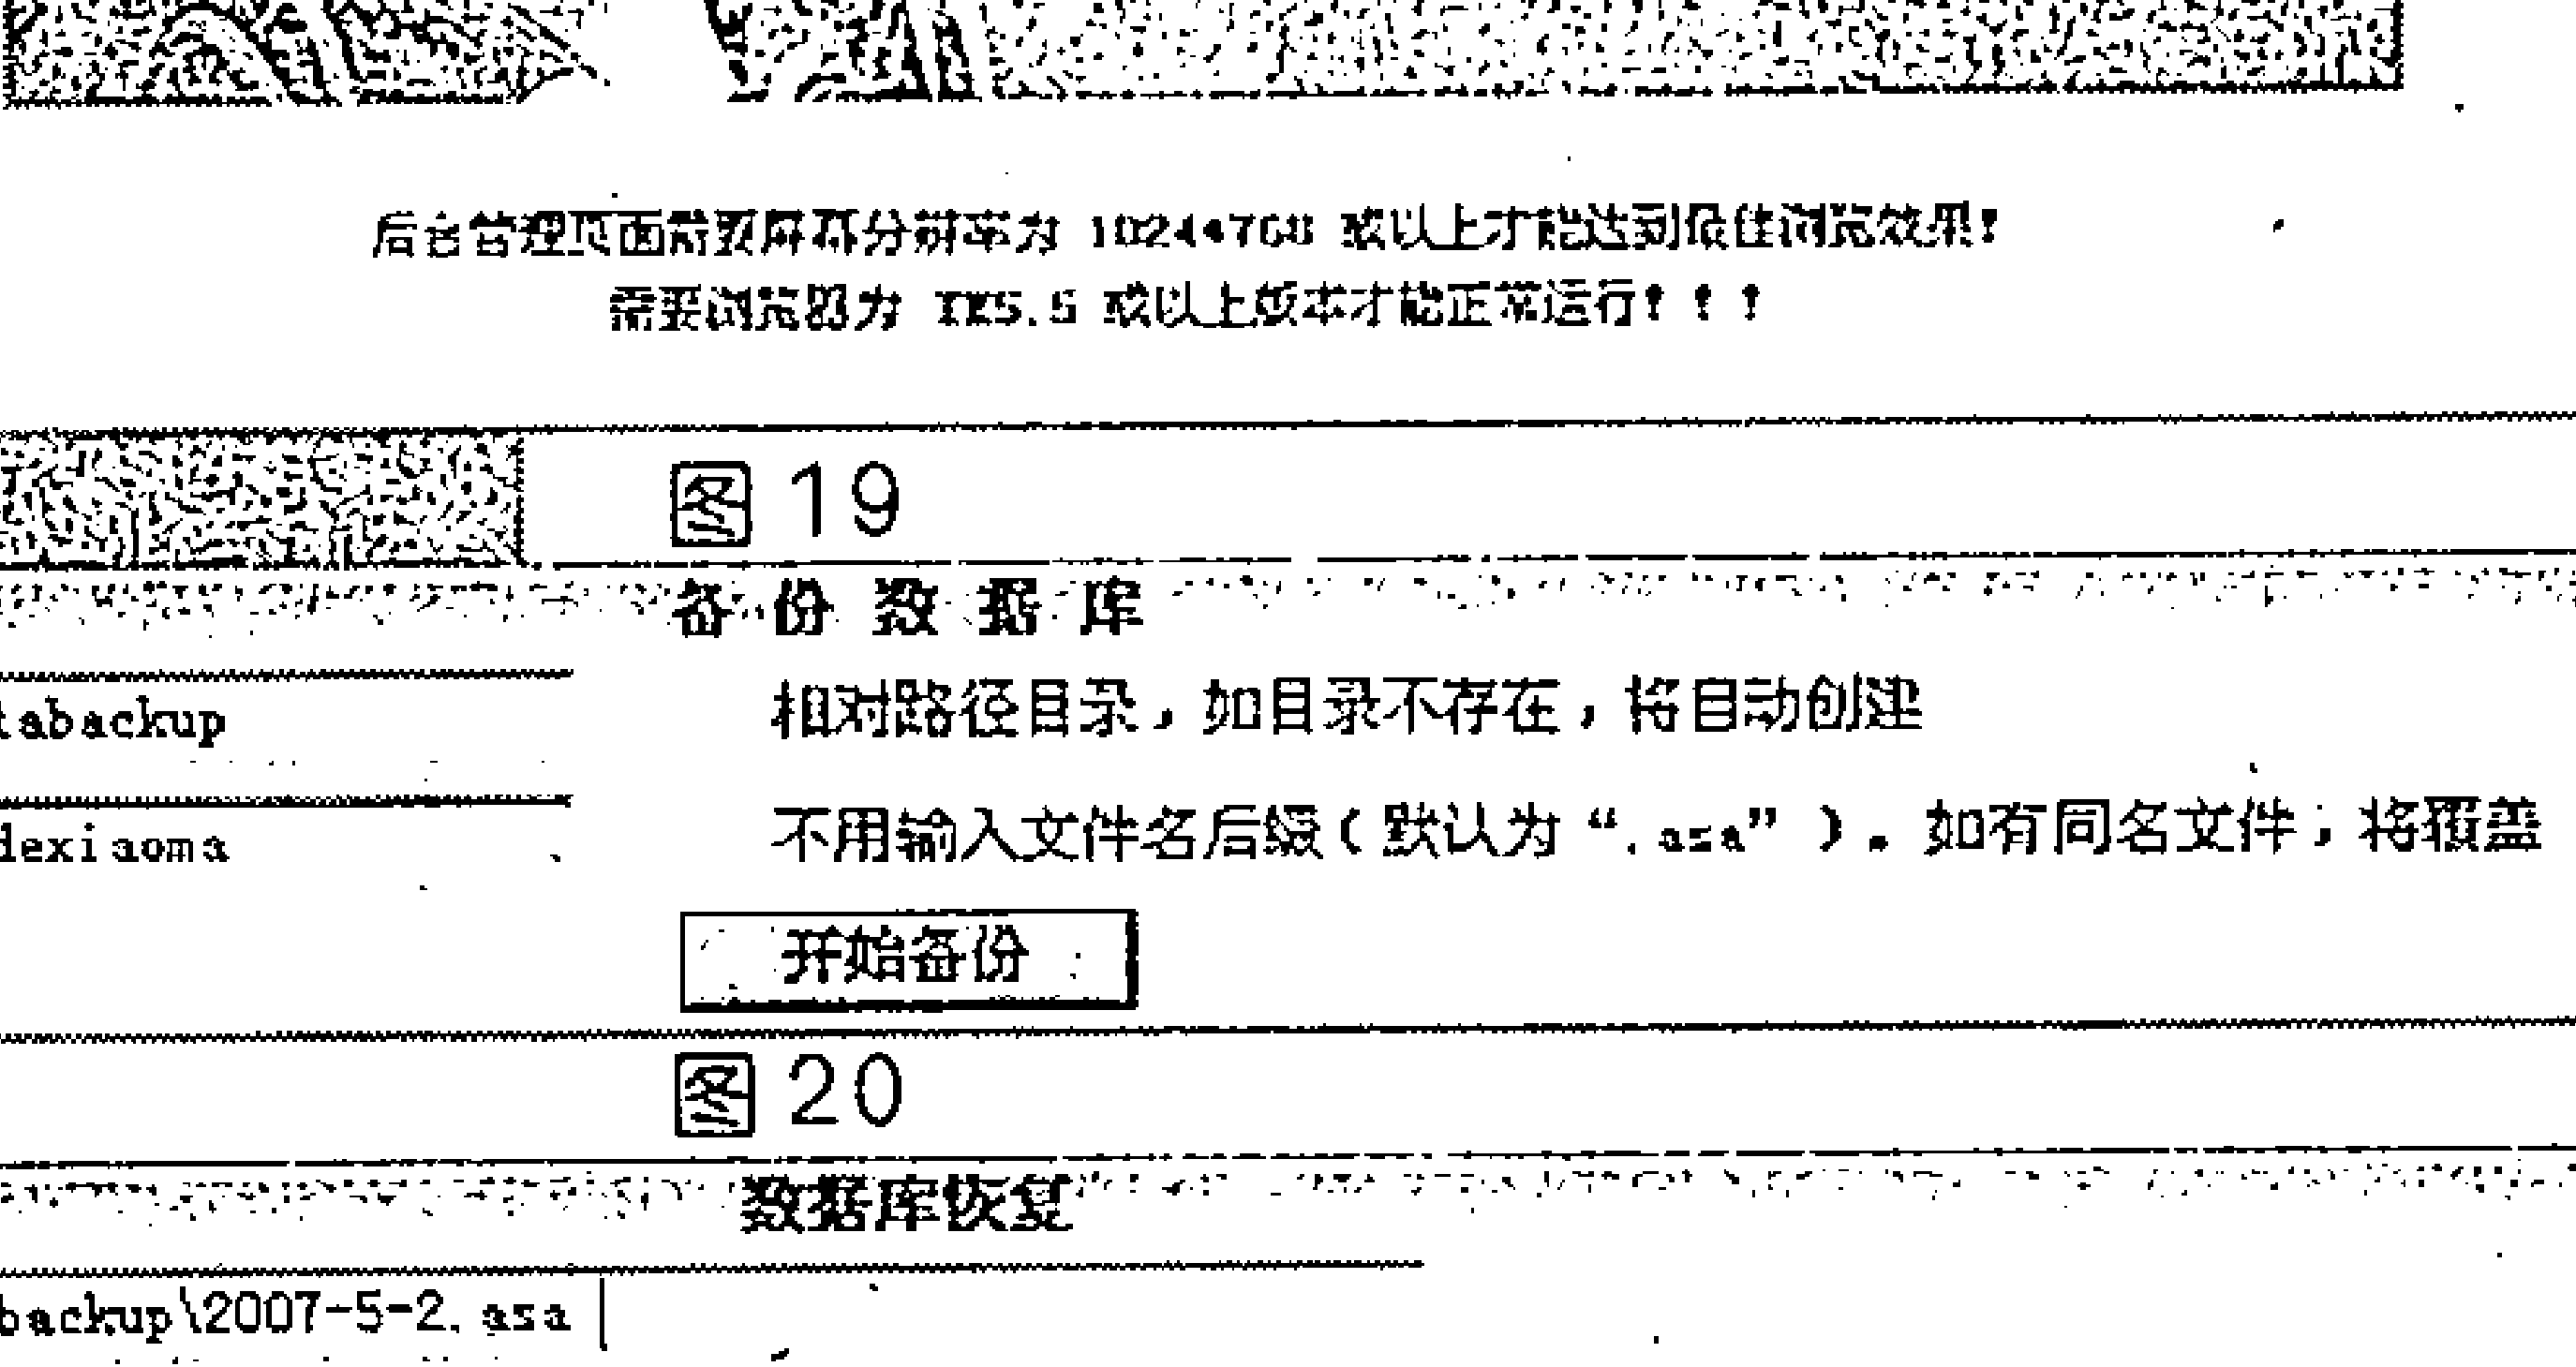 后台管理页面需要屏幕分辨率为 1024*768 或以上才能达到最佳浏览效果!
需要浏览器为 IE5.5 或以上版本才能正常运行!!!
图19
备份数据库
tabackup 相对路径目录,如目录不存在,将自动创建
dexiaoma 不用输入文件名后缀(默认为“.asa”)。如有同名文件,将覆盖
开始备份
图20
数据库恢复
backup\2007-5-2.asa